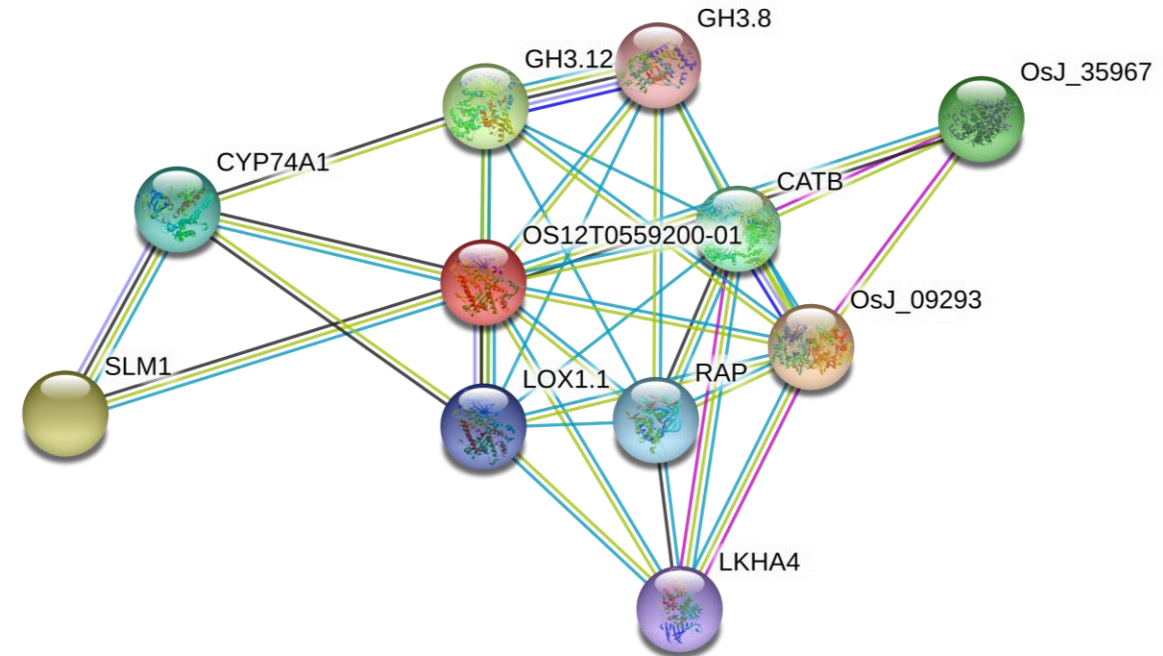 GH3.8
GH3.12
OsJ_35967
CYP74A1
CATB
OS12T0559200-01
OsJ_09293
SLM1
LOX1.1
RAP
LKHA4